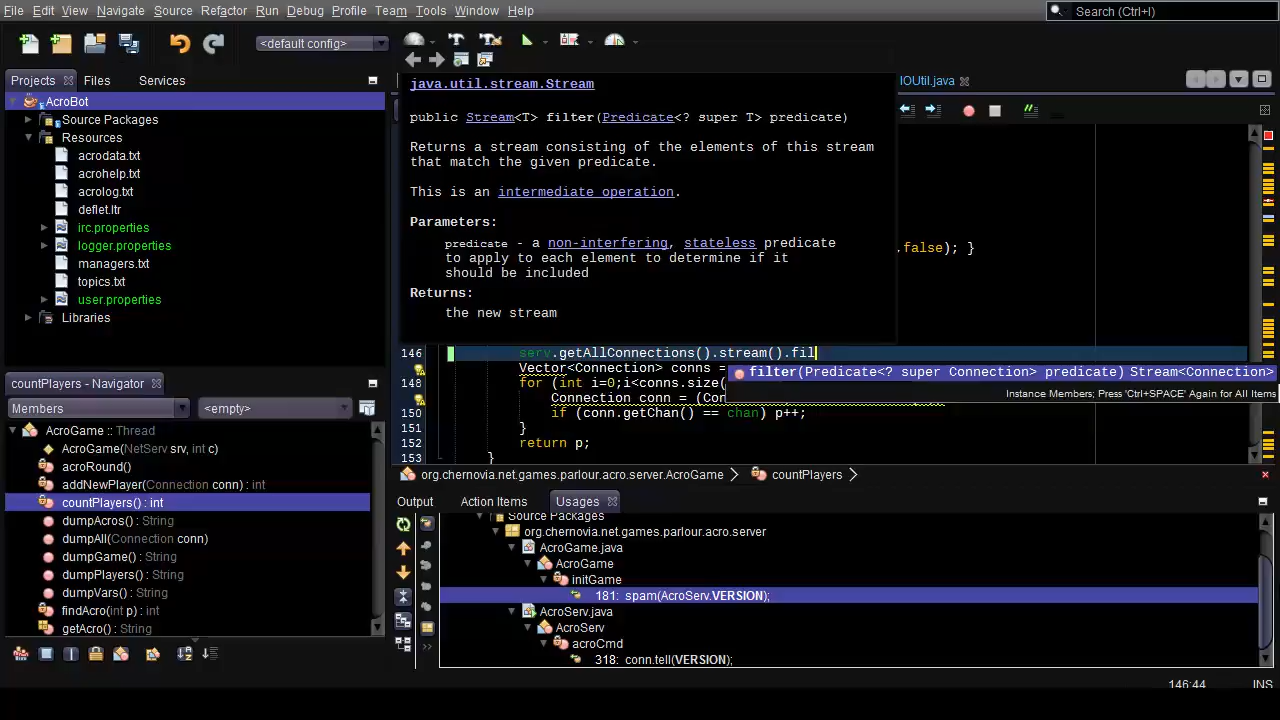 File Edit View Navigate Source Refactor Run Debug Profile Team Tools Window Help
Search (Ctrl+I)
<default config>
Projects Files Services
IOUtil.java
AcroBot
Source Packages
Resources
acrodata.txt
acrohelp.txt
acrolog.txt
deflet.ltr
irc.properties
logger.properties
managers.txt
topics.txt
user.properties
Libraries
java.util.stream.Stream
public Stream<T> filter(Predicate<? super T> predicate)
Returns a stream consisting of the elements of this stream
that match the given predicate.
This is an intermediate operation.
Parameters:
predicate - a non-interfering, stateless predicate
to apply to each element to determine if it
should be included
Returns:
the new stream
.false); }
146 serv.getAllConnections().stream().fil
Vector<Connection> conns =
filter(Predicate<? super Connection> predicate) Stream<Connection>
148 for (int i=0;i<conns.size(
Instance Members; Press 'Ctrl+SPACE' Again for All Items
Connection conn = (Con
150 if (conn.getChan() == chan) p++;
151 }
152 return p;
153 }
org.chernovia.net.games.parlour.acro.server.AcroGame countPlayers
countPlayers - Navigator
Members <empty>
AcroGame :: Thread
AcroGame(NetServ srv, int c)
acroRound()
addNewPlayer(Connection conn) : int
countPlayers() : int
dumpAcros() : String
dumpAll(Connection conn)
dumpGame() : String
dumpPlayers() : String
dumpVars() : String
findAcro(int p) : int
getAcro() : String
Output Action Items Usages
Source Packages
org.chernovia.net.games.parlour.acro.server
AcroGame.java
AcroGame
initGame
181: spam(AcroServ.VERSION);
AcroServ.java
AcroServ
acroCmd
318: conn.tell(VERSION);
146:44 INS